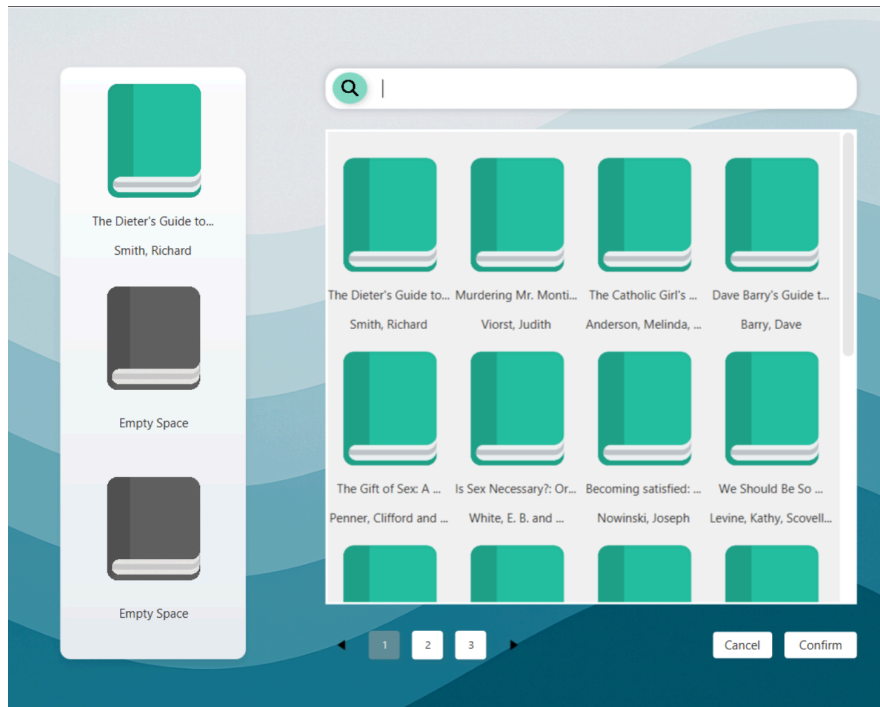 The Dieter's Guide to...
Smith, Richard
Empty Space
Empty Space
The Dieter's Guide to... Murdering Mr. Monti... The Catholic Girl's ... Dave Barry's Guide t...
Smith, Richard Viorst, Judith Anderson, Melinda, ... Barry, Dave
The Gift of Sex: A ... Is Sex Necessary?: Or... Becoming satisfied: ... We Should Be So ...
Penner, Clifford and ... White, E. B. and ... Nowinski, Joseph Levine, Kathy, Scovell...
1 2 3 Cancel Confirm